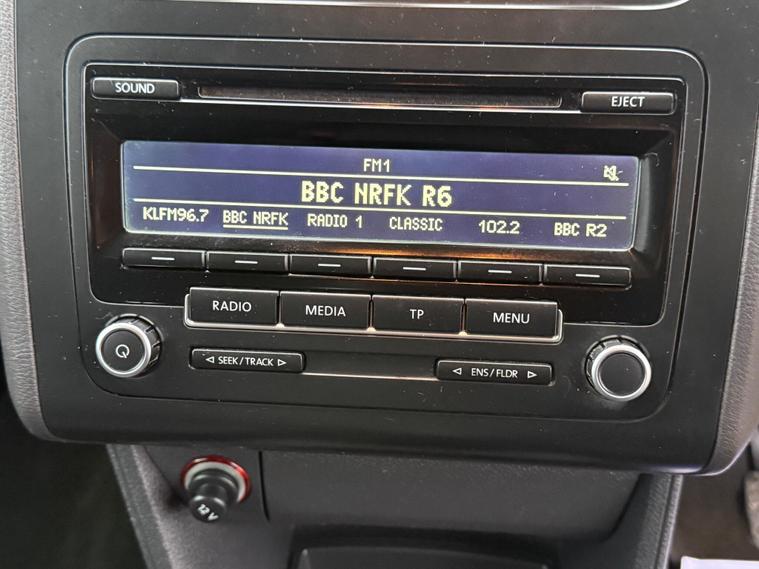 SOUND
EJECT
FM1
BBC NRFK R6
KLFM96.7 BBC NRFK RADIO 1 CLASSIC 102.2 BBC R2
RADIO MEDIA TP MENU
SEEK/TRACK
ENS/FLDR
12V